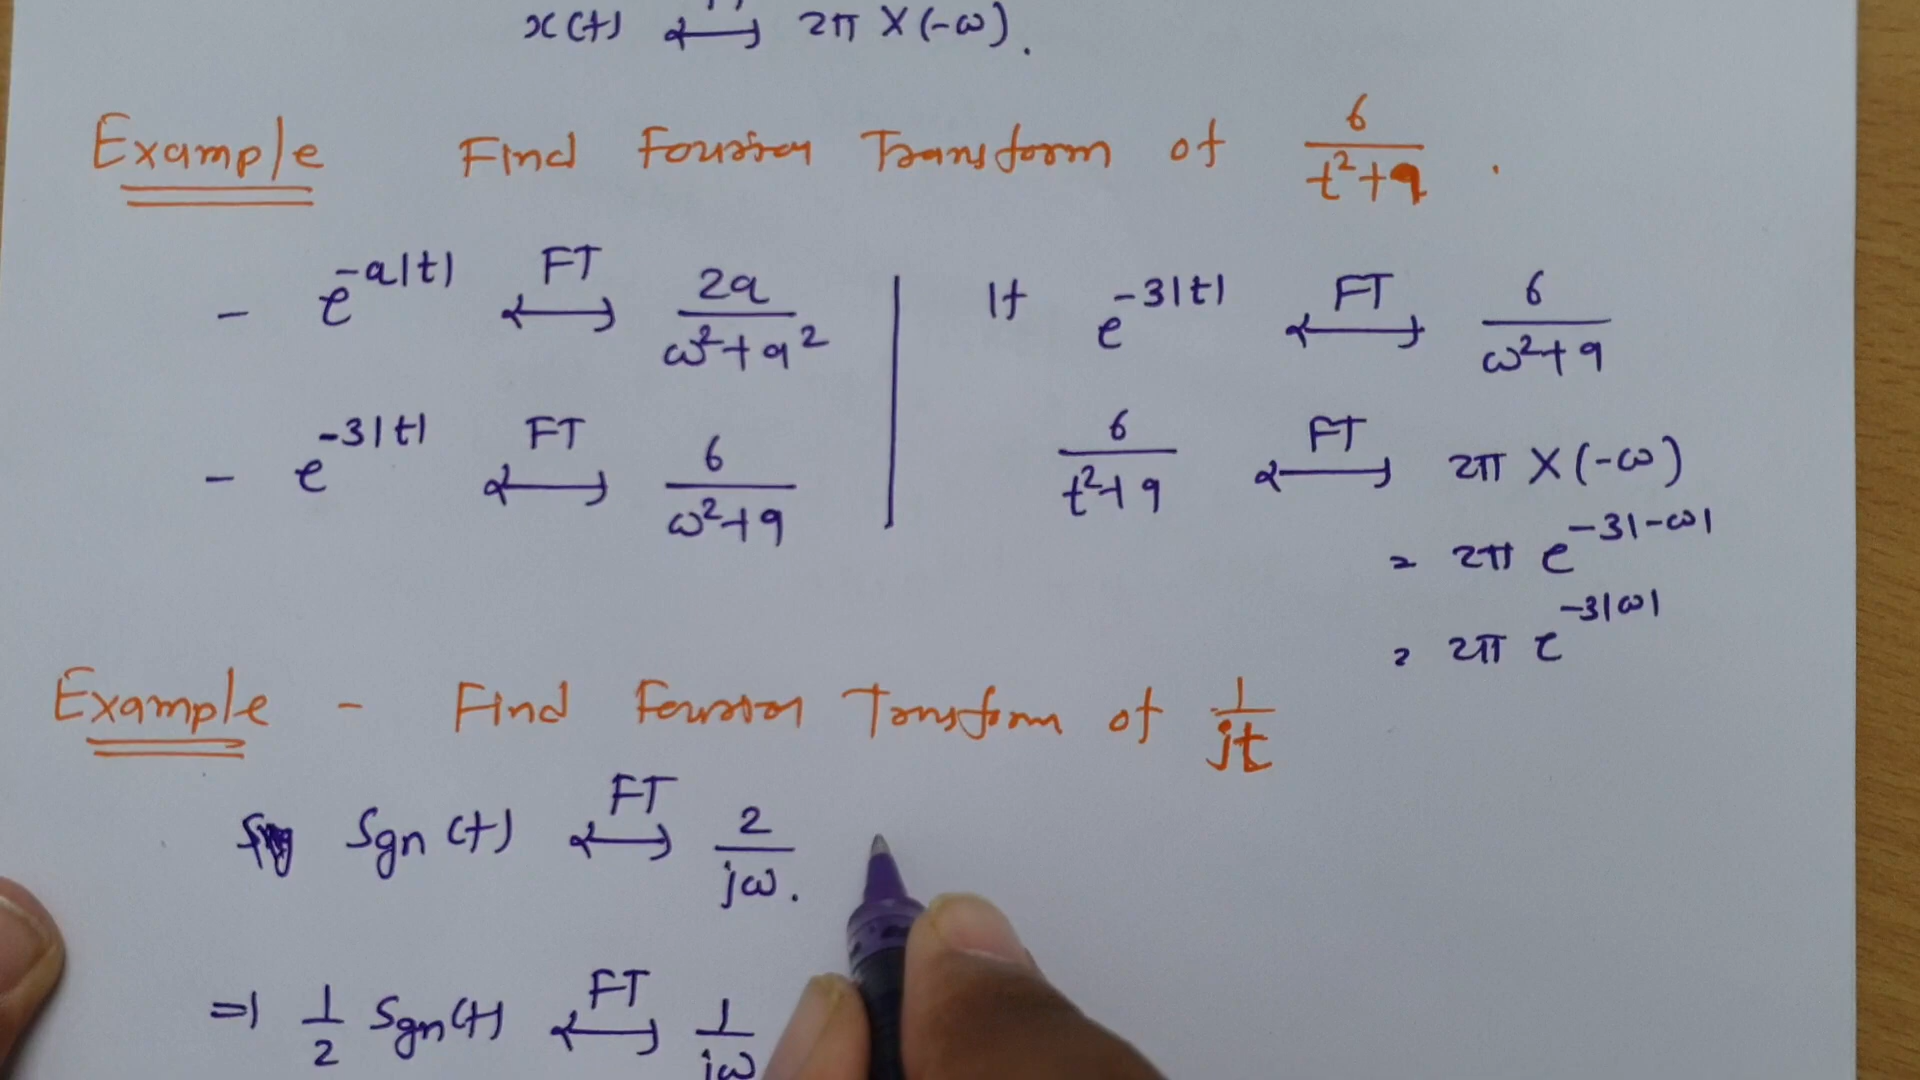 x(t) ↔ 2π X(-ω).
Example Find Fourier Transform of 6/(t²+9).
- e^(-a|t|) ↔FT 2a/(ω²+a²)
- e^(-3|t|) ↔FT 6/(ω²+9)
If e^(-3|t|) ↔FT 6/(ω²+9)
6/(t²+9) ↔FT 2π X(-ω)
= 2π e^(-3|-ω|)
= 2π e^(-3|ω|)
Example - Find Fourier Transform of 1/(jt)
Sgn(t) ↔FT 2/(jω).
⇒ 1/2 Sgn(t) ↔FT 1/(jω)